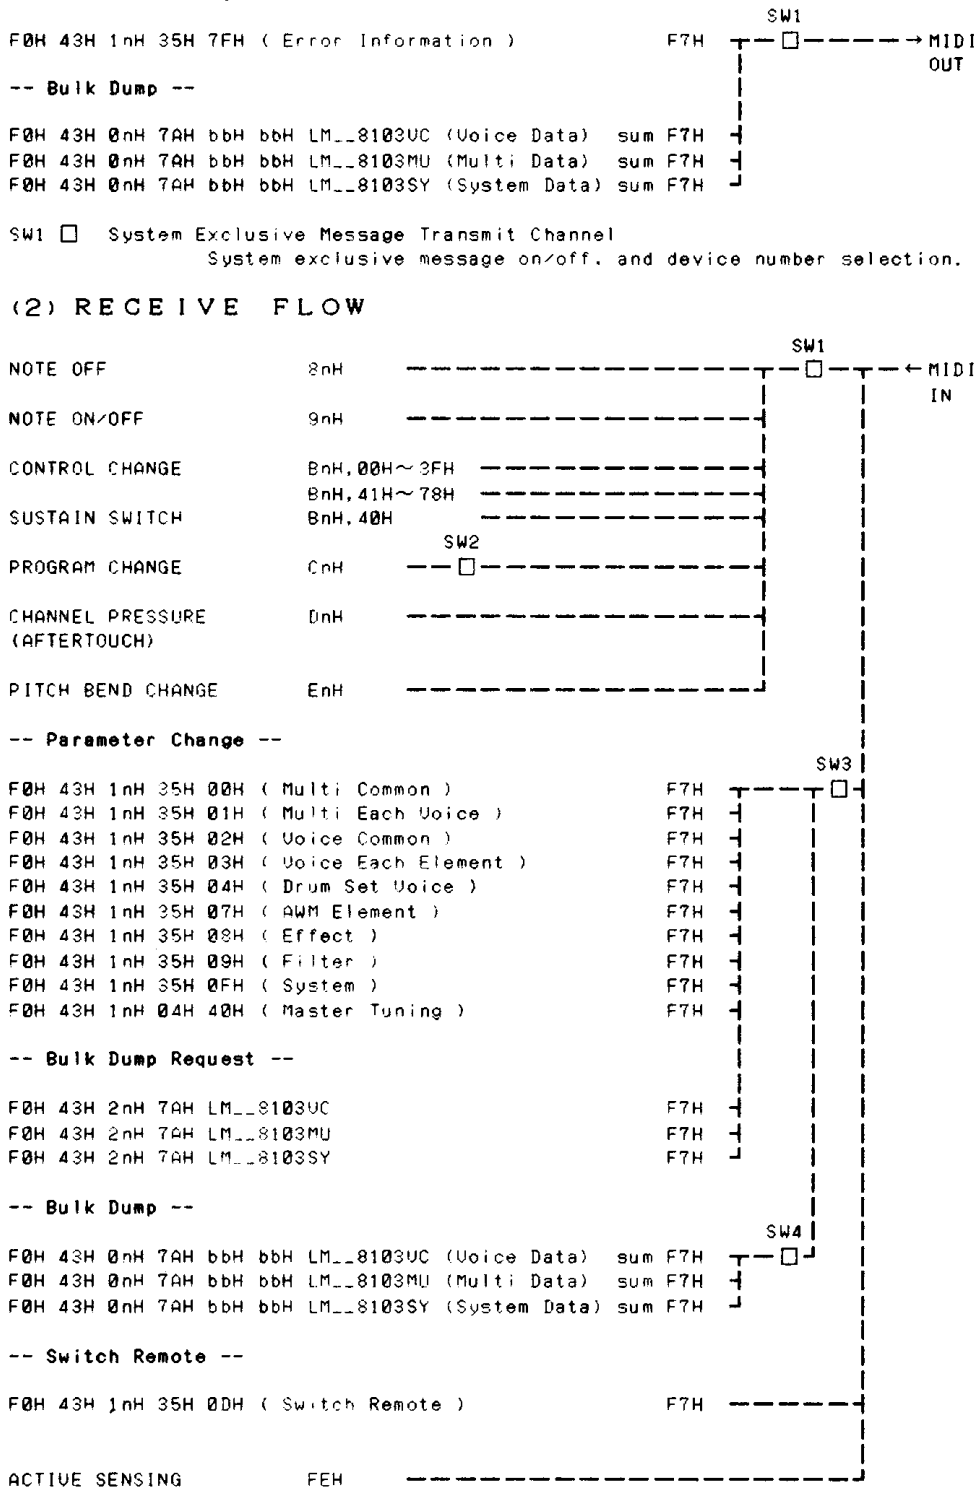 SW1
F0H 43H 1nH 35H 7FH ( Error Information ) F7H → MIDI
OUT
-- Bulk Dump --
F0H 43H 0nH 7AH bbH bbH LM__8103VC (Voice Data) sum F7H
F0H 43H 0nH 7AH bbH bbH LM__8103MU (Multi Data) sum F7H
F0H 43H 0nH 7AH bbH bbH LM__8103SY (System Data) sum F7H
SW1 □ System Exclusive Message Transmit Channel
System exclusive message on/off, and device number selection.
(2) RECEIVE FLOW
SW1
NOTE OFF 8nH ← MIDI
IN
NOTE ON/OFF 9nH
CONTROL CHANGE BnH,00H~3FH
BnH,41H~78H
SUSTAIN SWITCH BnH,40H
SW2
PROGRAM CHANGE CnH
CHANNEL PRESSURE DnH
(AFTERTOUCH)
PITCH BEND CHANGE EnH
-- Parameter Change --
SW3
F0H 43H 1nH 35H 00H ( Multi Common ) F7H
F0H 43H 1nH 35H 01H ( Multi Each Voice ) F7H
F0H 43H 1nH 35H 02H ( Voice Common ) F7H
F0H 43H 1nH 35H 03H ( Voice Each Element ) F7H
F0H 43H 1nH 35H 04H ( Drum Set Voice ) F7H
F0H 43H 1nH 35H 07H ( AWM Element ) F7H
F0H 43H 1nH 35H 08H ( Effect ) F7H
F0H 43H 1nH 35H 09H ( Filter ) F7H
F0H 43H 1nH 35H 0FH ( System ) F7H
F0H 43H 1nH 04H 40H ( Master Tuning ) F7H
-- Bulk Dump Request --
F0H 43H 2nH 7AH LM__8103VC F7H
F0H 43H 2nH 7AH LM__8103MU F7H
F0H 43H 2nH 7AH LM__8103SY F7H
-- Bulk Dump --
SW4
F0H 43H 0nH 7AH bbH bbH LM__8103VC (Voice Data) sum F7H
F0H 43H 0nH 7AH bbH bbH LM__8103MU (Multi Data) sum F7H
F0H 43H 0nH 7AH bbH bbH LM__8103SY (System Data) sum F7H
-- Switch Remote --
F0H 43H 1nH 35H 0DH ( Switch Remote ) F7H
ACTIVE SENSING FEH